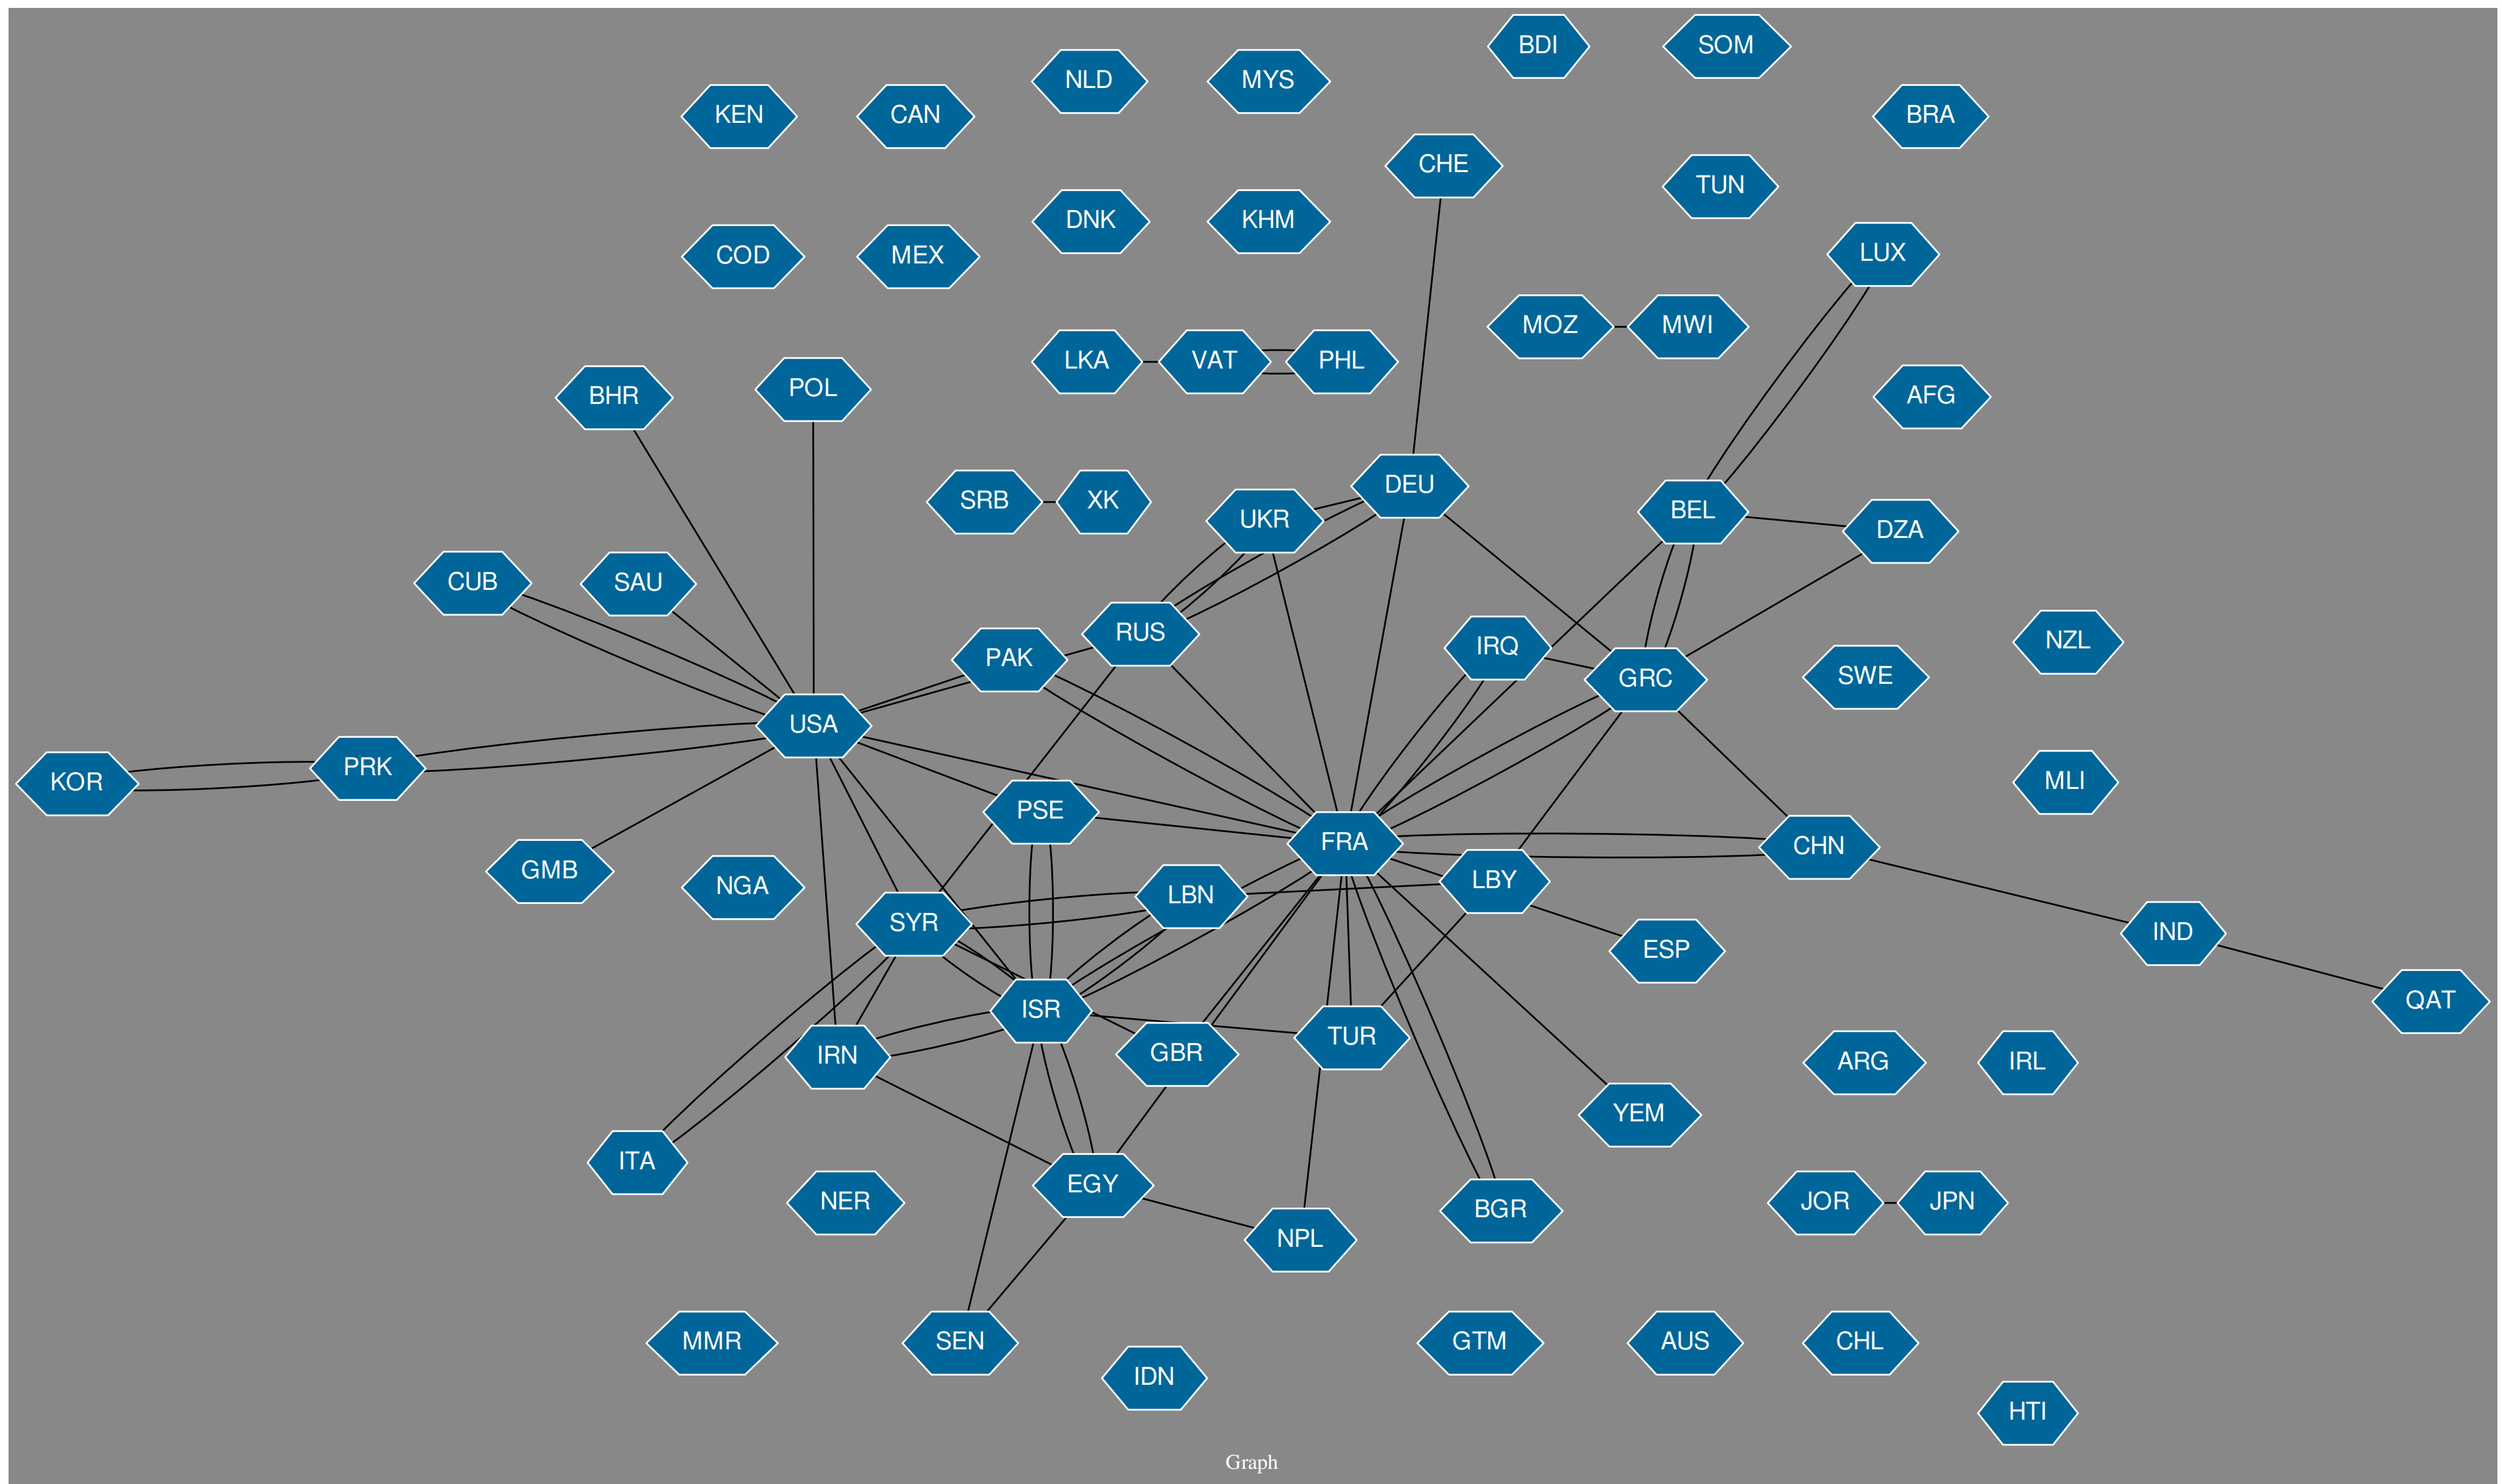 BDI
SOM
NLD
MYS
KEN
CAN
BRA
CHE
TUN
DNK
KHM
COD
MEX
LUX
MOZ
MWI
LKA
VAT
PHL
BHR
POL
AFG
DEU
SRB
XK
UKR
BEL
DZA
CUB
SAU
RUS
IRQ
NZL
PAK
GRC
SWE
USA
PRK
KOR
MLI
PSE
FRA
CHN
GMB
NGA
LBN
LBY
SYR
IND
ESP
QAT
ISR
TUR
GBR
IRN
ARG
IRL
YEM
ITA
EGY
NER
BGR
JOR
JPN
NPL
MMR
SEN
GTM
AUS
CHL
IDN
HTI
Graph